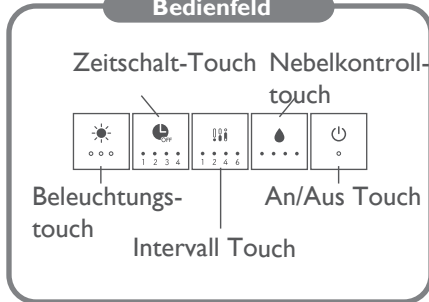 Bedienfeld
Zeitschalt-Touch Nebelkontroll-
touch
OFF
1 2 3 4
1 2 4 6
Beleuchtungs-
touch
An/Aus Touch
Intervall Touch